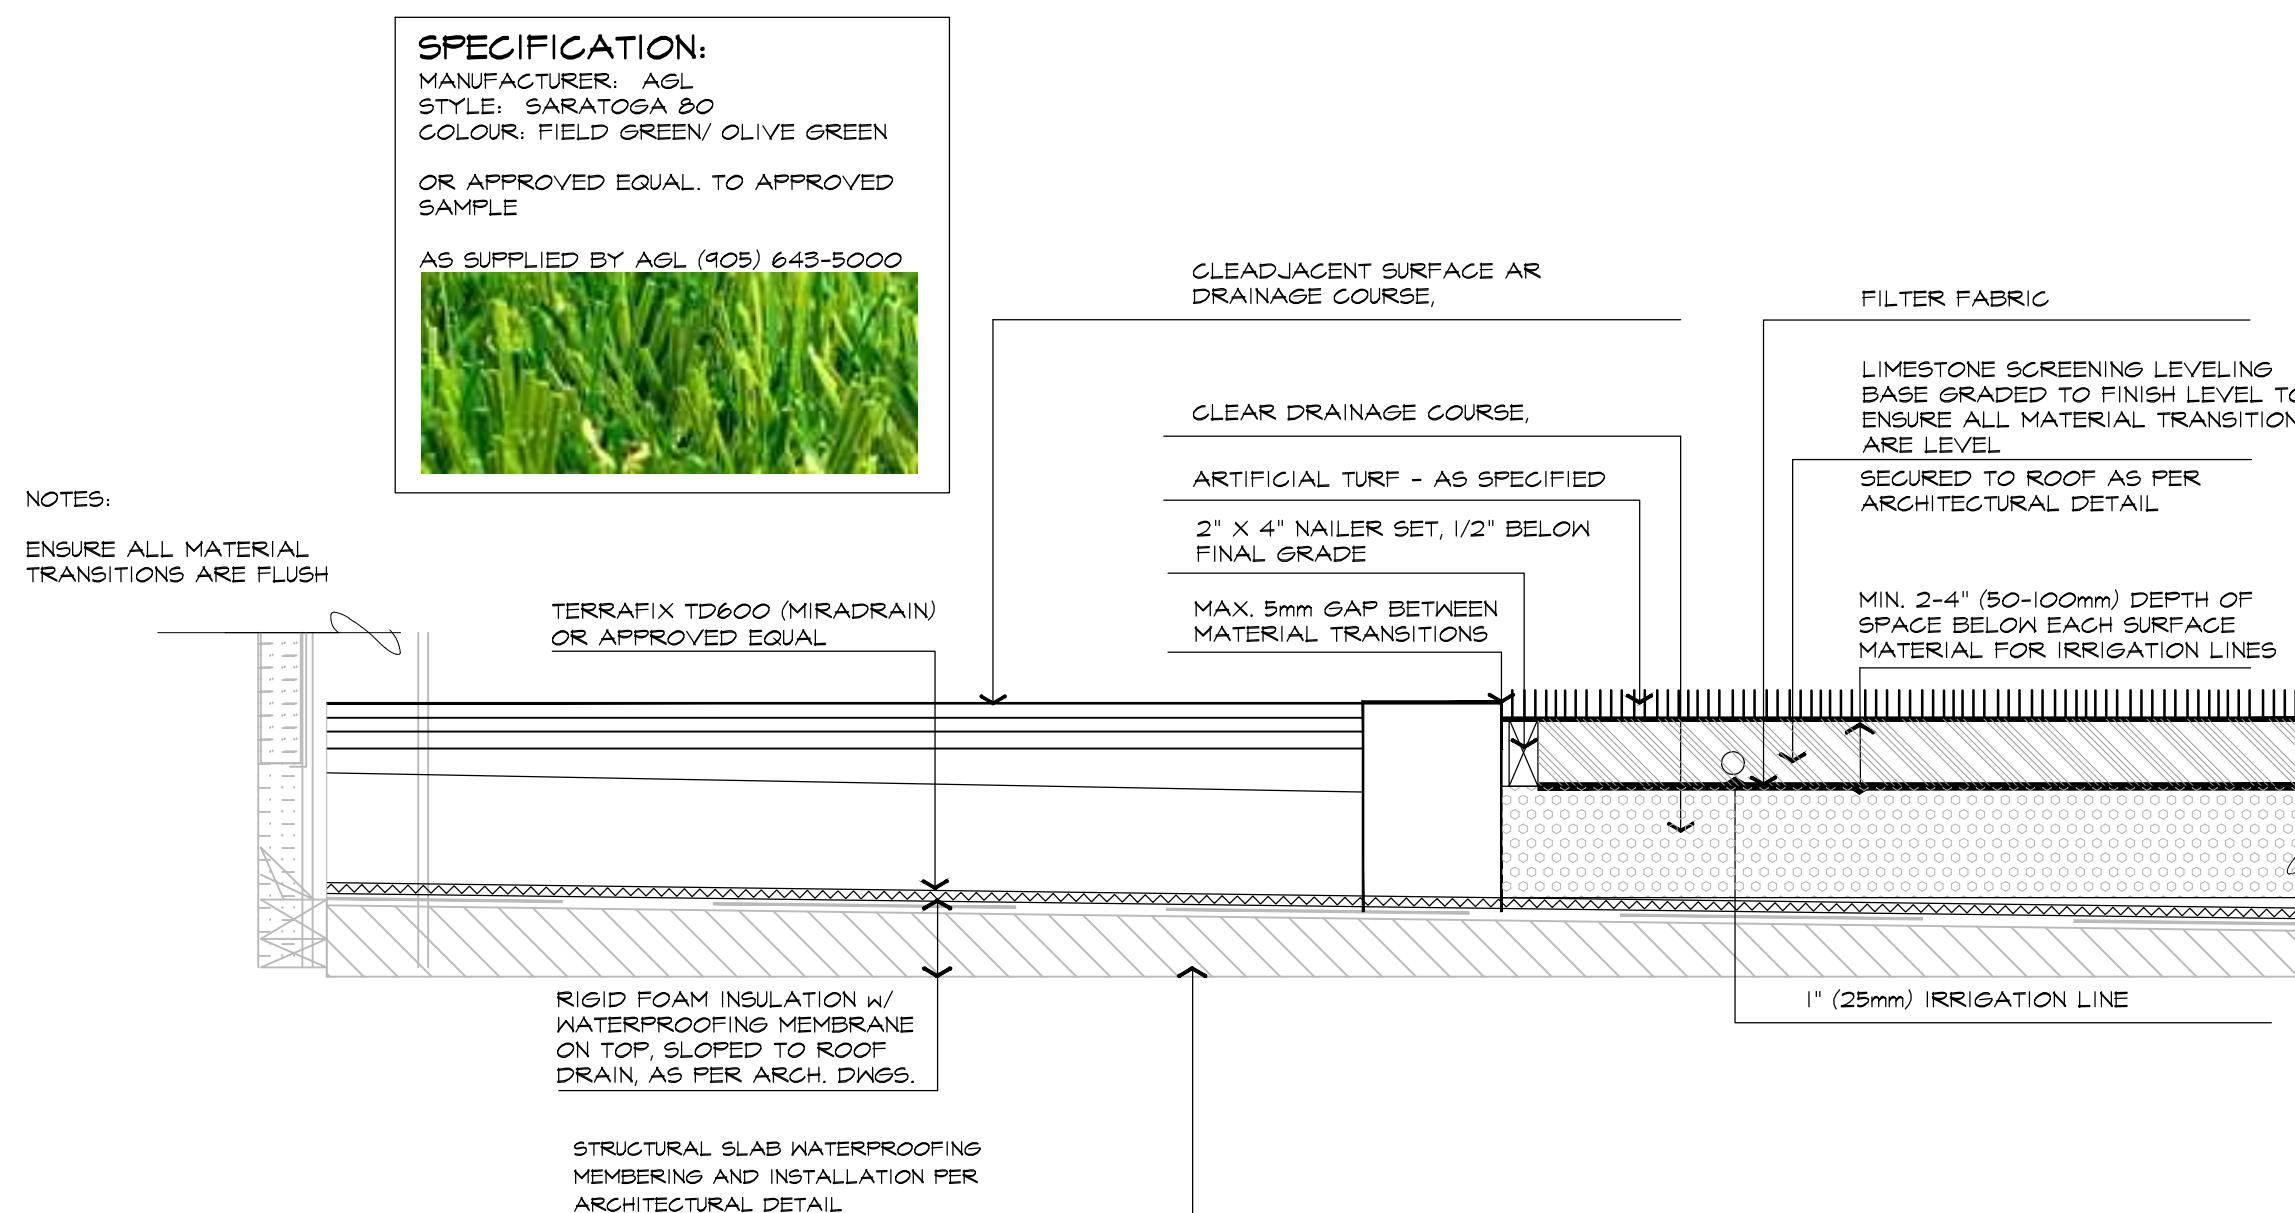 SPECIFICATION:
MANUFACTURER: AGL
STYLE: SARATOGA 80
COLOUR: FIELD GREEN/ OLIVE GREEN
OR APPROVED EQUAL. TO APPROVED
SAMPLE
AS SUPPLIED BY AGL (905) 643-5000
NOTES:
ENSURE ALL MATERIAL
TRANSITIONS ARE FLUSH
TERRAFIX TD600 (MIRADRAIN)
OR APPROVED EQUAL
CLEADJACENT SURFACE AR
DRAINAGE COURSE,
CLEAR DRAINAGE COURSE,
ARTIFICIAL TURF - AS SPECIFIED
2" X 4" NAILER SET, 1/2" BELOW
FINAL GRADE
MAX. 5mm GAP BETWEEN
MATERIAL TRANSITIONS
FILTER FABRIC
LIMESTONE SCREENING LEVELING
BASE GRADED TO FINISH LEVEL TO
ENSURE ALL MATERIAL TRANSITION
ARE LEVEL
SECURED TO ROOF AS PER
ARCHITECTURAL DETAIL
MIN. 2-4" (50-100mm) DEPTH OF
SPACE BELOW EACH SURFACE
MATERIAL FOR IRRIGATION LINES
1" (25mm) IRRIGATION LINE
RIGID FOAM INSULATION W/
WATERPROOFING MEMBRANE
ON TOP, SLOPED TO ROOF
DRAIN, AS PER ARCH. DWGS.
STRUCTURAL SLAB WATERPROOFING
MEMBERING AND INSTALLATION PER
ARCHITECTURAL DETAIL